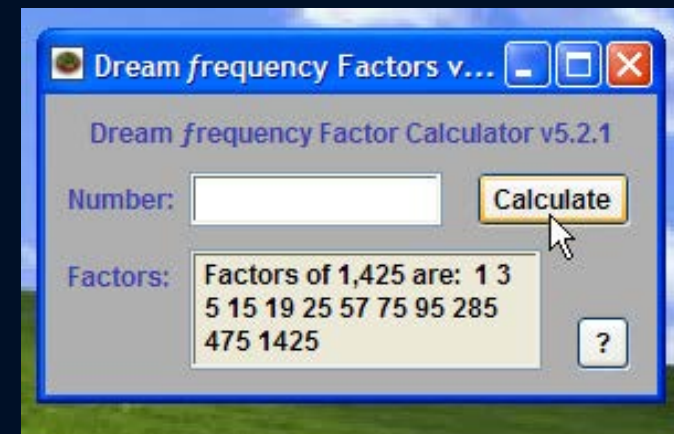 Dream ƒrequency Factors v...
Dream ƒrequency Factor Calculator v5.2.1
Number:
Calculate
Factors:
Factors of 1,425 are: 1 3
5 15 19 25 57 75 95 285
475 1425
?